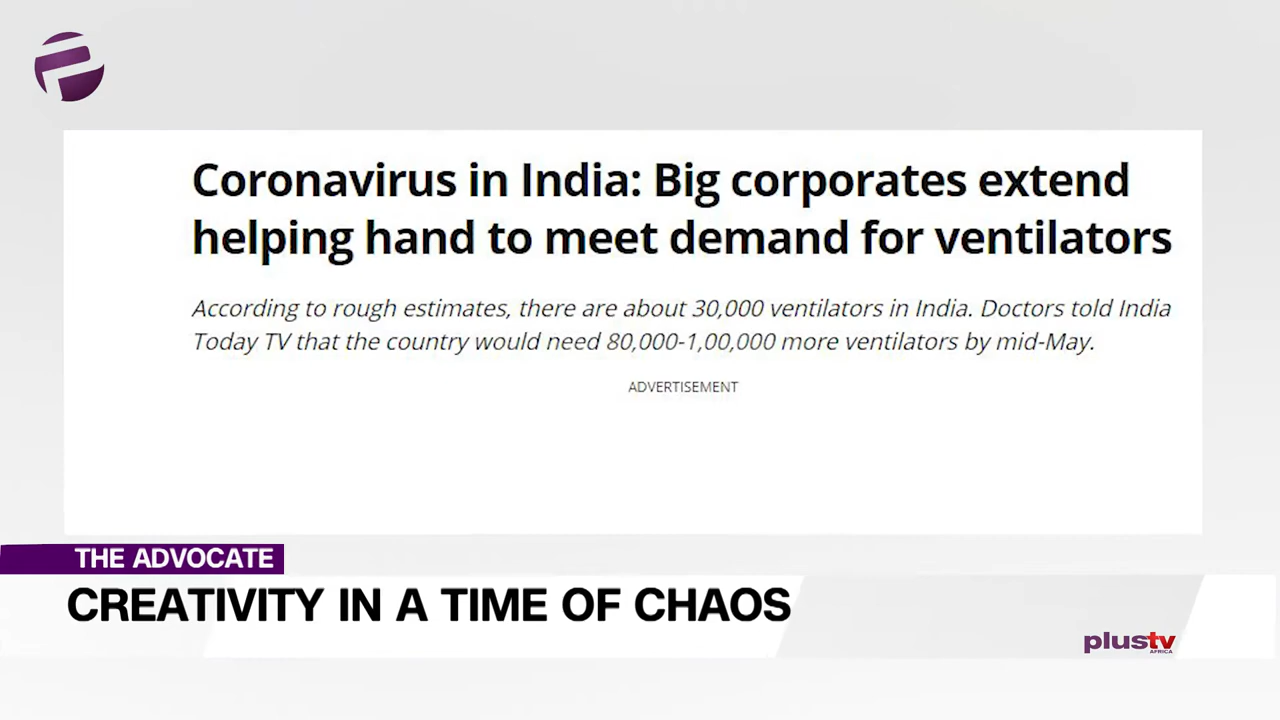 Coronavirus in India: Big corporates extend
helping hand to meet demand for ventilators
According to rough estimates, there are about 30,000 ventilators in India. Doctors told India
Today TV that the country would need 80,000-1,00,000 more ventilators by mid-May.
ADVERTISEMENT
THE ADVOCATE
CREATIVITY IN A TIME OF CHAOS
plustv
AFRICA